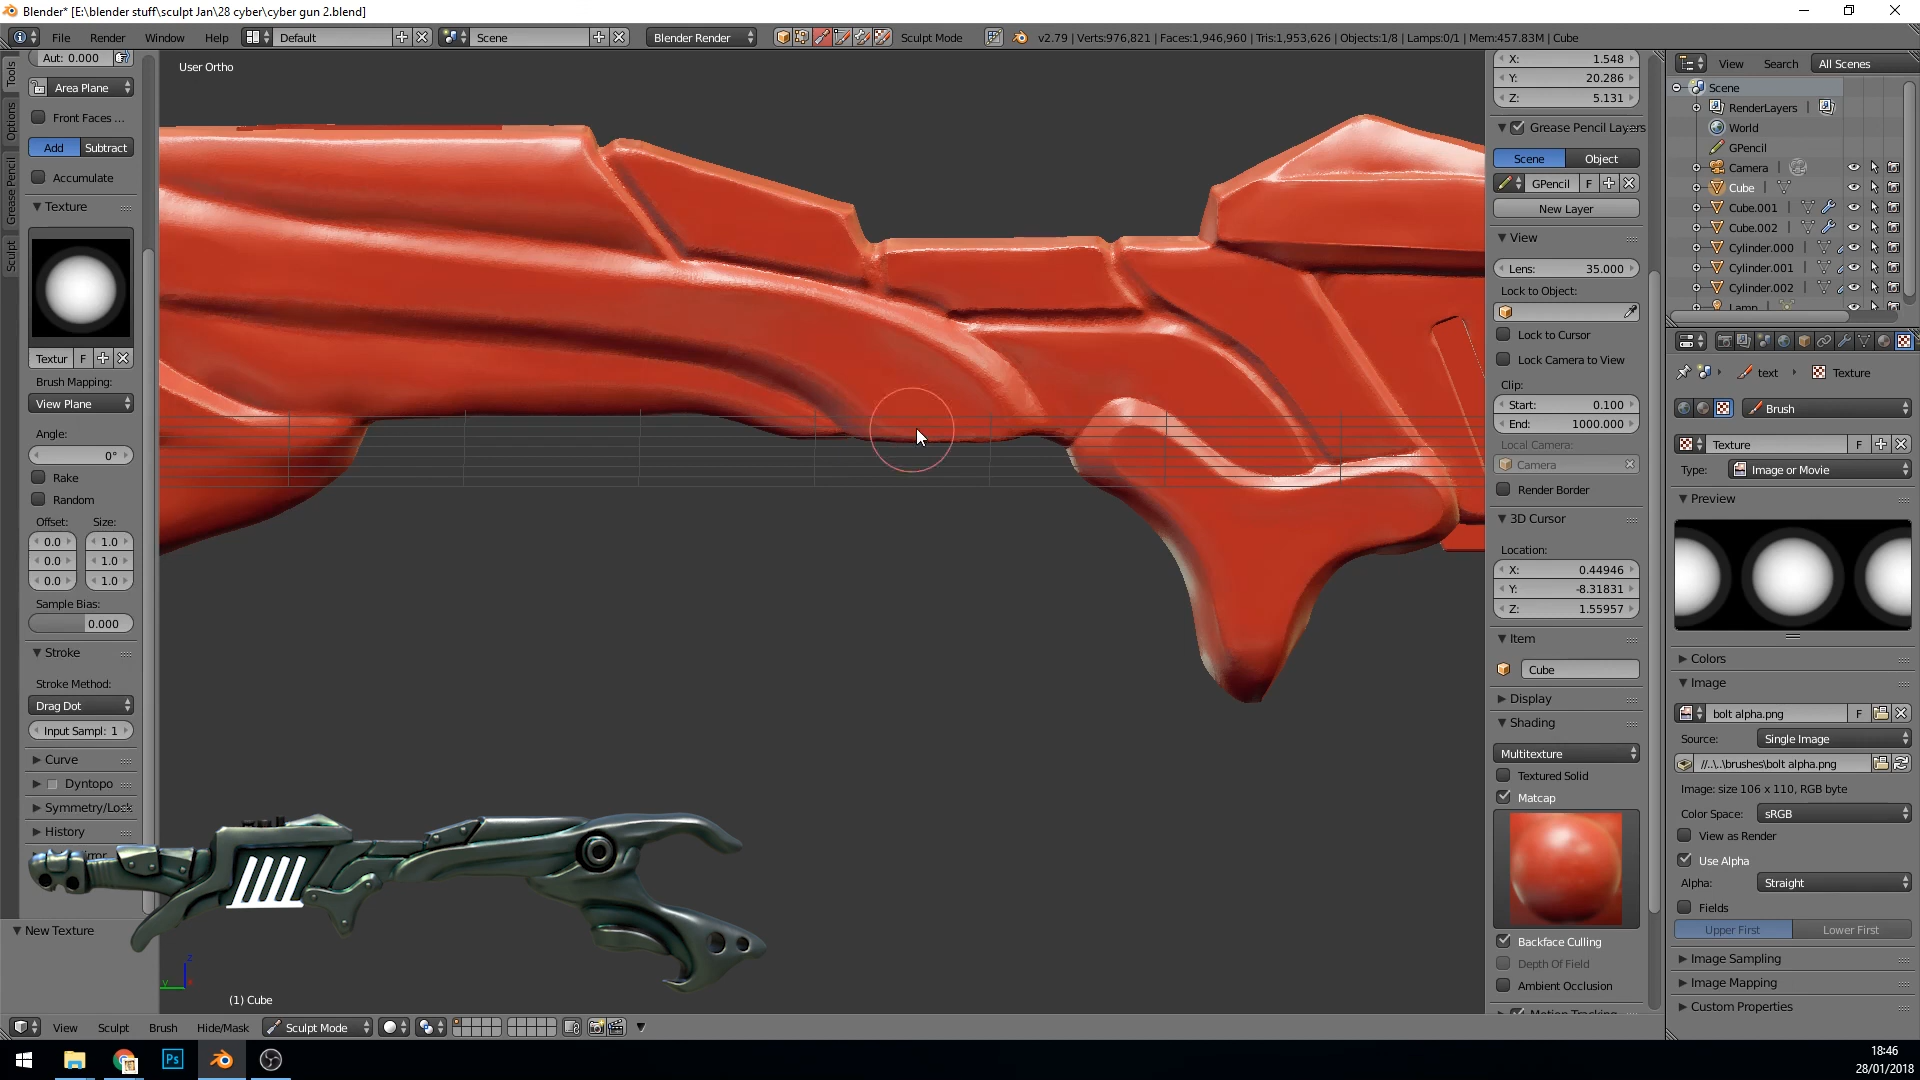 Blender* [E:\blender stuff\sculpt Jan\28 cyber\cyber gun 2.blend]
File Render Window Help Default Scene Blender Render Sculpt Mode v2.79 | Verts:976,821 | Faces:1,946,960 | Tris:1,953,626 | Objects:1/8 | Lamps:0/1 | Mem:457.83M | Cube
Tools
Options
Grease Pencil
Sculpt
Aut: 0.000
Area Plane
Front Faces ...
Add Subtract
Accumulate
Texture
Textur F
Brush Mapping:
View Plane
Angle:
0°
Rake
Random
Offset: Size:
0.0 1.0
0.0 1.0
0.0 1.0
Sample Bias:
0.000
Stroke
Stroke Method:
Drag Dot
Input Sampl: 1
Curve
Dyntopo
Symmetry/Lock
History
New Texture
User Ortho
z
y
(1) Cube
View Sculpt Brush Hide/Mask Sculpt Mode
X: 1.548
Y: 20.286
Z: 5.131
Grease Pencil Layers
Scene Object
GPencil F
New Layer
View
Lens: 35.000
Lock to Object:
Lock to Cursor
Lock Camera to View
Clip:
Start: 0.100
End: 1000.000
Local Camera:
Camera
Render Border
3D Cursor
Location:
X: 0.44946
Y: -8.31831
Z: 1.55957
Item
Cube
Display
Shading
Multitexture
Textured Solid
Matcap
Backface Culling
Depth Of Field
Ambient Occlusion
Motion Tracking
View Search All Scenes
Scene
RenderLayers |
World
GPencil
Camera |
Cube |
Cube.001 |
Cube.002 |
Cylinder.000 |
Cylinder.001 |
Cylinder.002 |
Lamp |
text Texture
Brush
Texture F
Type: Image or Movie
Preview
Colors
Image
bolt alpha.png F
Source: Single Image
//..\..\brushes\bolt alpha.png
Image: size 106 x 110, RGB byte
Color Space: sRGB
View as Render
Use Alpha
Alpha: Straight
Fields
Upper First Lower First
Image Sampling
Image Mapping
Custom Properties
Ps
18:46
28/01/2018